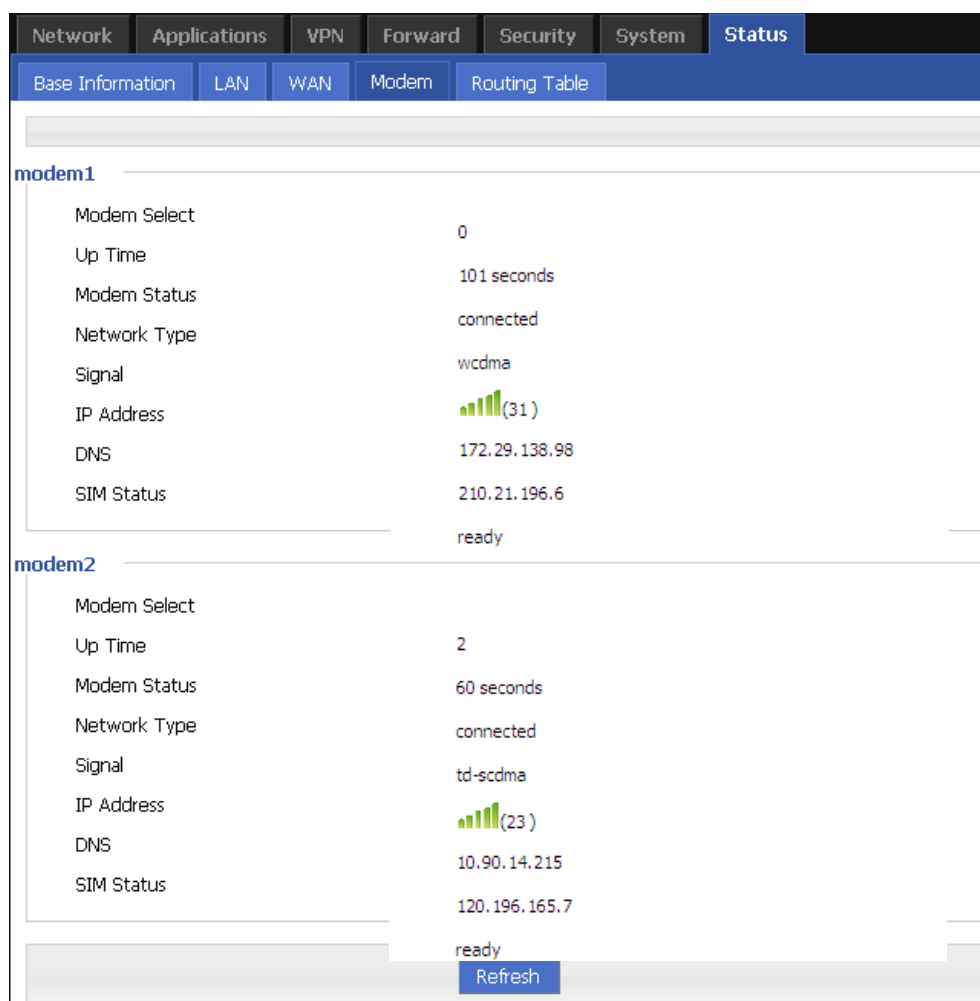 Network Applications VPN Forward Security System Status
Base Information LAN WAN Modem Routing Table
modem1
Modem Select
0
Up Time
101 seconds
Modem Status
connected
Network Type
wcdma
Signal
(31)
IP Address
172.29.138.98
DNS
210.21.196.6
SIM Status
ready
modem2
Modem Select
2
Up Time
60 seconds
Modem Status
connected
Network Type
td-scdma
Signal
(23)
IP Address
10.90.14.215
DNS
120.196.165.7
SIM Status
ready
Refresh